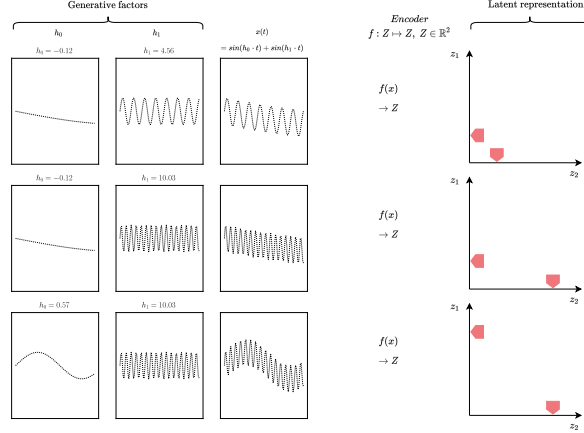 Generative factors
Latent representation
Encoder
h₀
h₁
x(t)
f : Z ↦ Z, Z ∈ ℝ²
= sin(h₀ · t) + sin(h₁ · t)
h₀ = −0.12
h₁ = 4.56
z₁
f(x)
→ Z
z₂
h₀ = −0.12
h₁ = 10.03
z₁
f(x)
→ Z
z₂
h₀ = 0.57
h₁ = 10.03
z₁
f(x)
→ Z
z₂